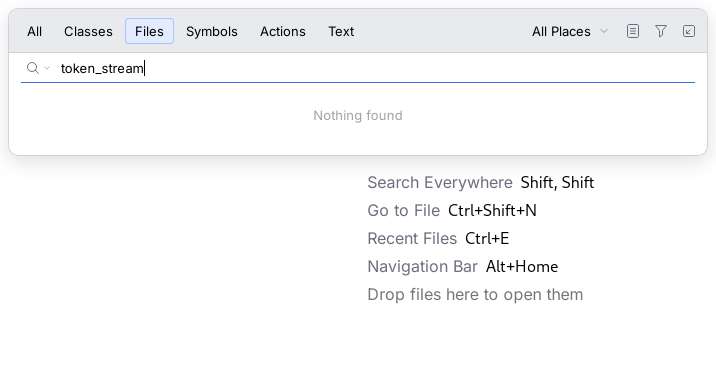 All Classes Files Symbols Actions Text All Places
token_stream
Nothing found
Search Everywhere Shift, Shift
Go to File Ctrl+Shift+N
Recent Files Ctrl+E
Navigation Bar Alt+Home
Drop files here to open them